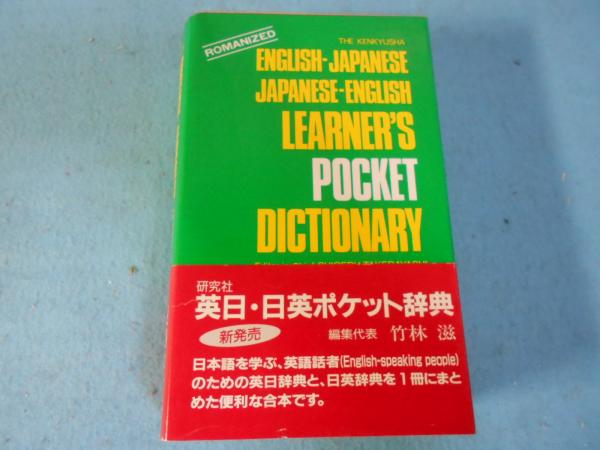 ROMANIZED
THE KENKYUSHA
ENGLISH-JAPANESE
JAPANESE-ENGLISH
LEARNER'S
POCKET
DICTIONARY
研究社
英日・日英ポケット辞典
新発売
編集代表 竹林 滋
日本語を学ぶ、英語話者(English-speaking people)
のための英日辞典と、日英辞典を1冊にまと
めた便利な合本です。